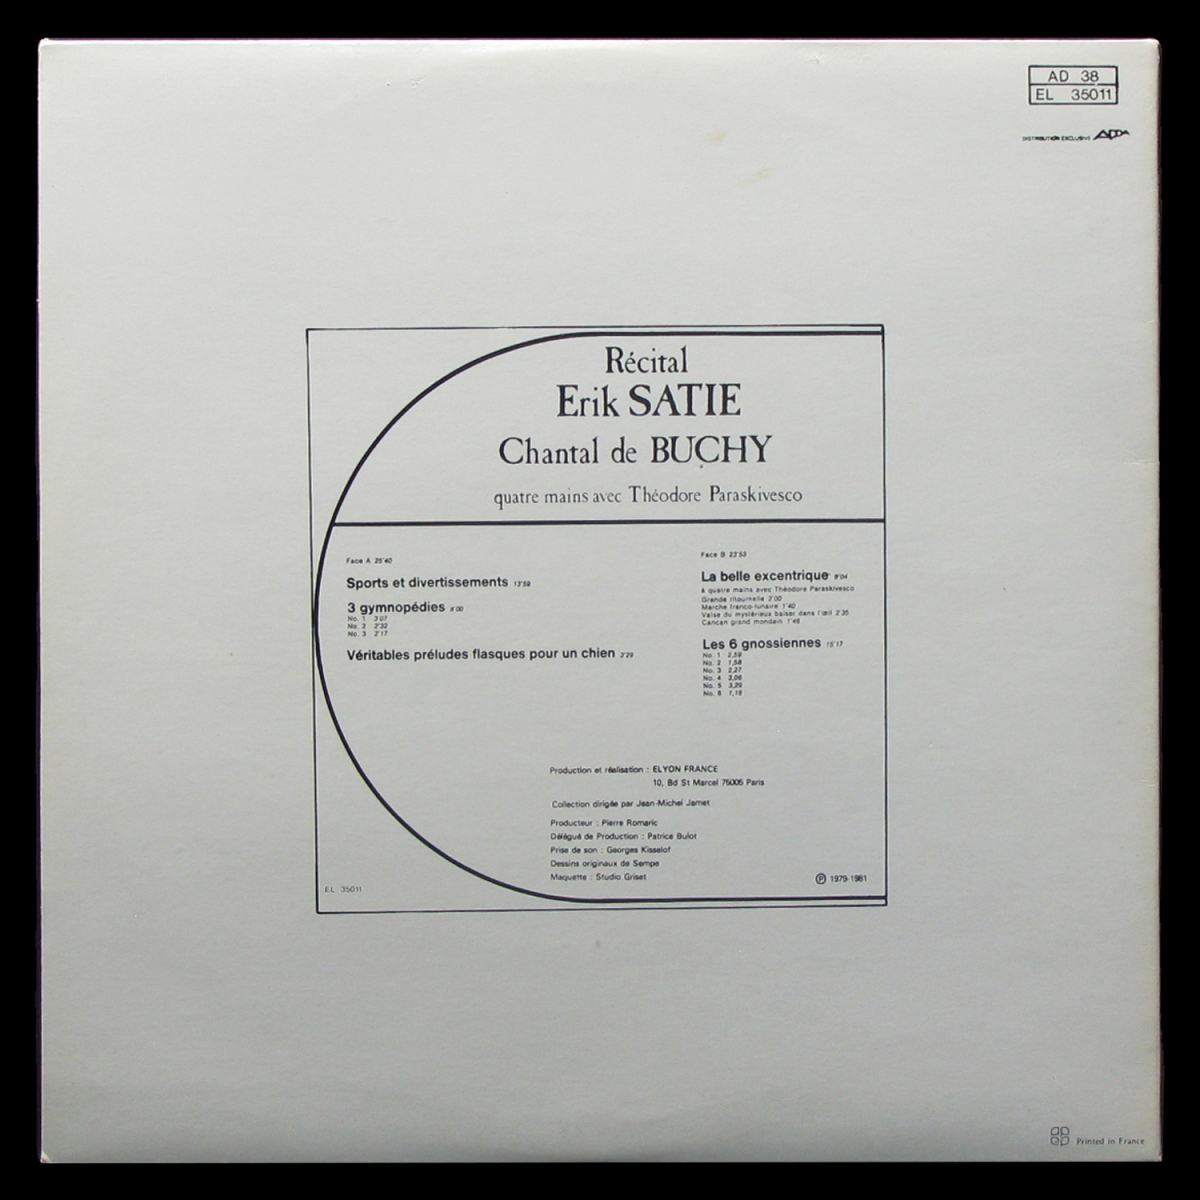 AD 38
EL 35011
DISTRIBUTION EXCLUSIVE ADDA
Récital
Erik SATIE
Chantal de BUCHY
quatre mains avec Théodore Paraskivesco
Face A 25'40
Sports et divertissements 13'59
3 gymnopédies 8'00
No. 1 3'07
No. 2 2'32
No. 3 2'17
Véritables préludes flasques pour un chien 3'29
Face B 23'53
La belle excentrique 8'04
à quatre mains avec Théodore Paraskivesco
Grande ritournelle 2'00
Marche franco-lunaire 1'40
Valse du mystérieux baiser dans l'œil 2'35
Cancan grand mondain 1'46
Les 6 gnossiennes 15'17
No. 1 2,59
No. 2 1,58
No. 3 2,27
No. 4 3,06
No. 5 3,29
No. 6 1,18
Production et réalisation : ELYON FRANCE
10, Bd St Marcel 75005 Paris
Collection dirigée par Jean-Michel Jamet
Producteur : Pierre Romaric
Délégué de Production : Patrice Bulot
Prise de son : Georges Kisselof
Dessins originaux de Sempe
Maquette : Studio Griset
℗ 1979-1981
EL 35011
Printed in France